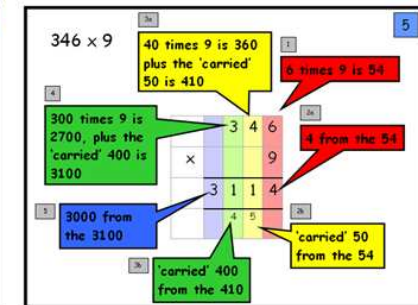 5
346 x 9
3a
40 times 9 is 360
plus the 'carried'
50 is 410
1
6 times 9 is 54
4
300 times 9 is
2700, plus the
'carried' 400 is
3100
2a
4 from the 54
3 4 6
x 9
3 1 1 4
4 5
5
3000 from
the 3100
2b
'carried' 50
from the 54
3b
'carried' 400
from the 410